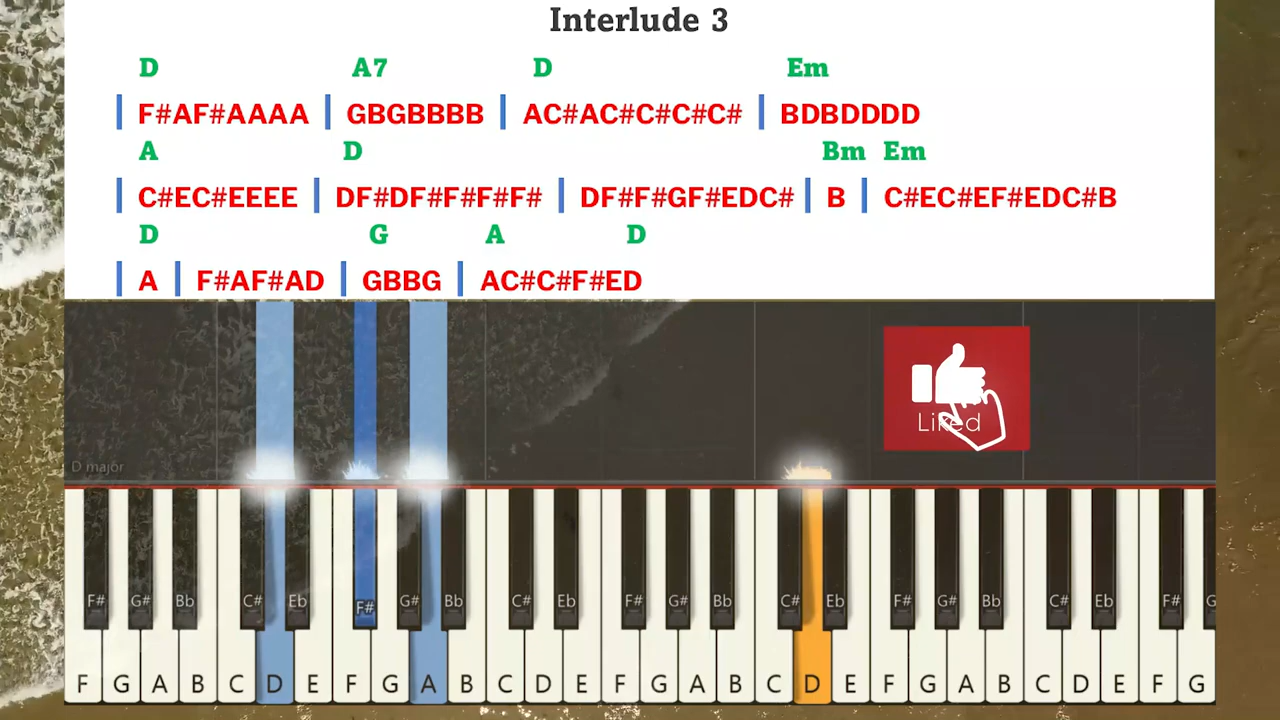 Interlude 3
D A7 D Em
| F#AF#AAAA | GBGBBBB | AC#AC#C#C#C# | BDBDDDD
A D Bm Em
| C#EC#EEEE | DF#DF#F#F#F# | DF#F#GF#EDC# | B | C#EC#EF#EDC#B
D G A D
| A | F#AF#AD | GBBG | AC#C#F#ED
Liked
D major
F# G# Bb C# Eb F# G# Bb C# Eb F# G# Bb C# Eb F# G# Bb C# Eb F# G
F G A B C D E F G A B C D E F G A B C D E F G A B C D E F G